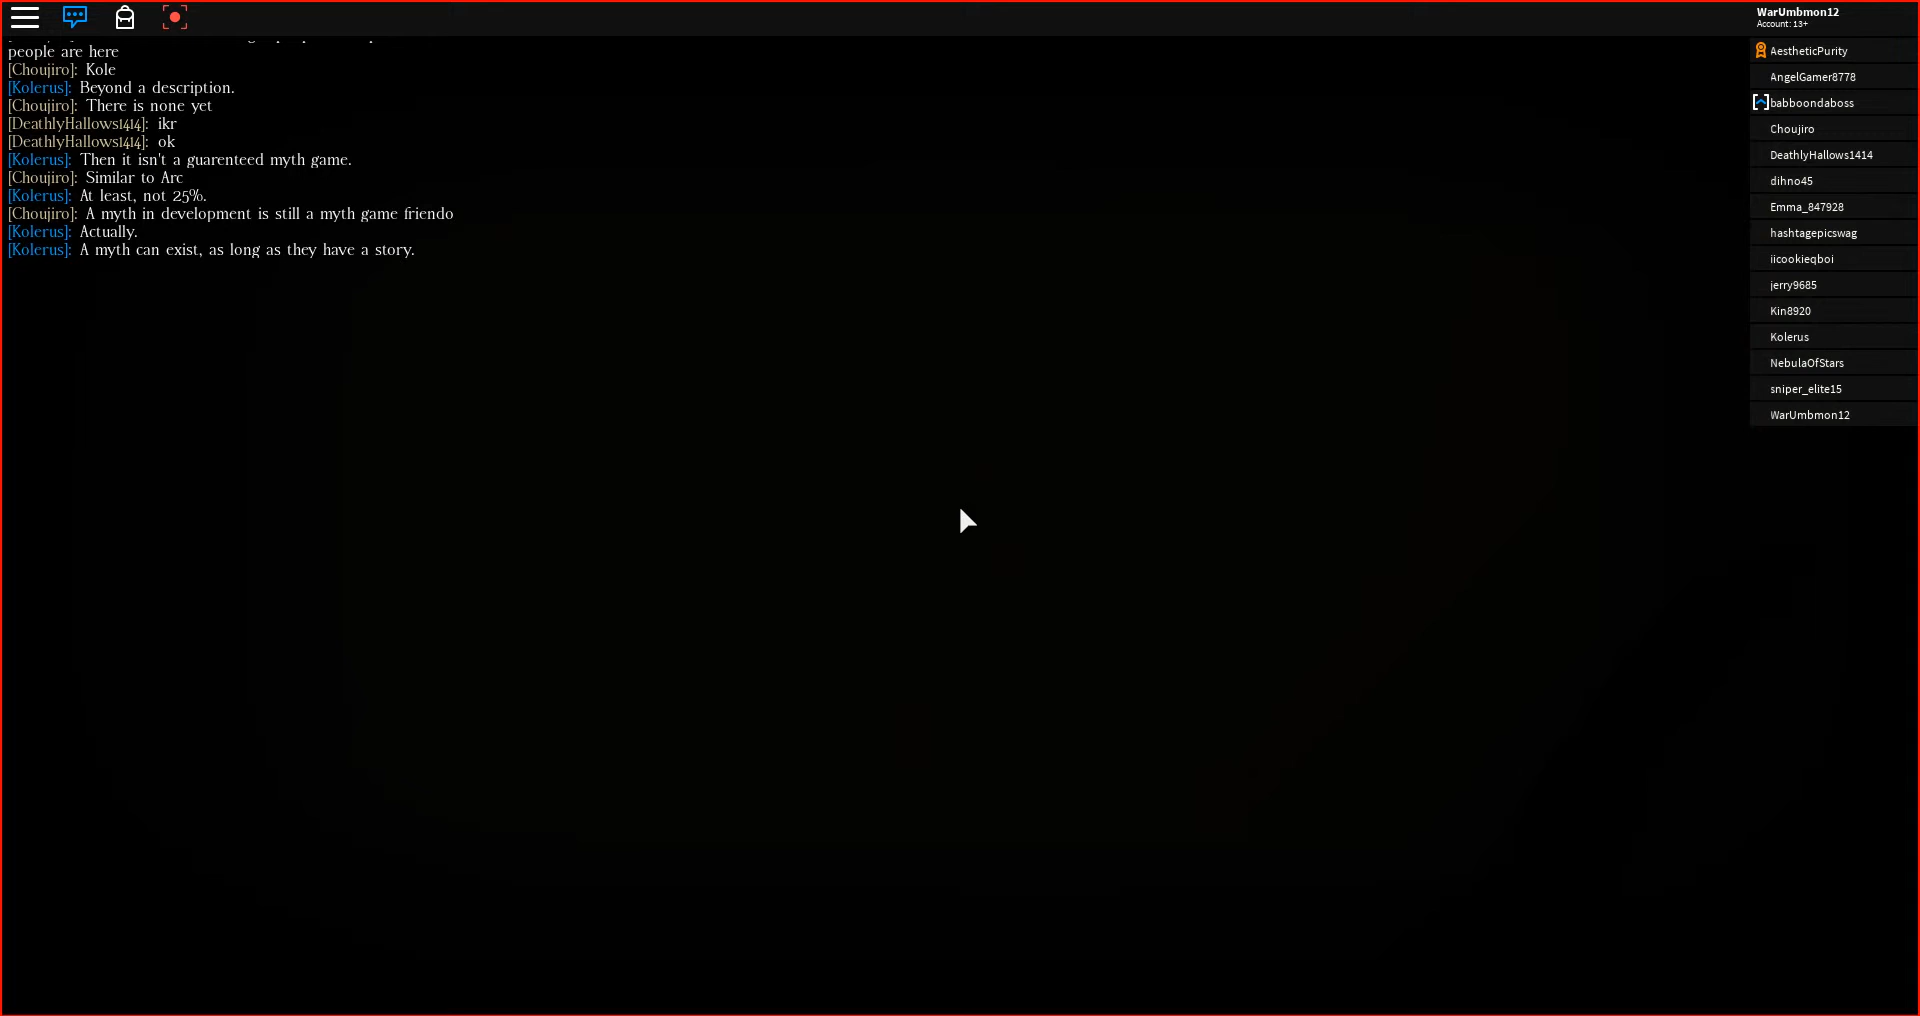 people are here
[Choujiro]: Kole
[Kolerus]: Beyond a description.
[Choujiro]: There is none yet
[DeathlyHallows1414]: ikr
[DeathlyHallows1414]: ok
[Kolerus]: Then it isn't a guarenteed myth game.
[Choujiro]: Similar to Arc
[Kolerus]: At least, not 25%.
[Choujiro]: A myth in development is still a myth game friendo
[Kolerus]: Actually.
[Kolerus]: A myth can exist, as long as they have a story.
WarUmbmon12
Account: 13+
AestheticPurity
AngelGamer8778
babboondaboss
Choujiro
DeathlyHallows1414
dihno45
Emma_847928
hashtagepicswag
iicookieqboi
jerry9685
Kin8920
Kolerus
NebulaOfStars
sniper_elite15
WarUmbmon12